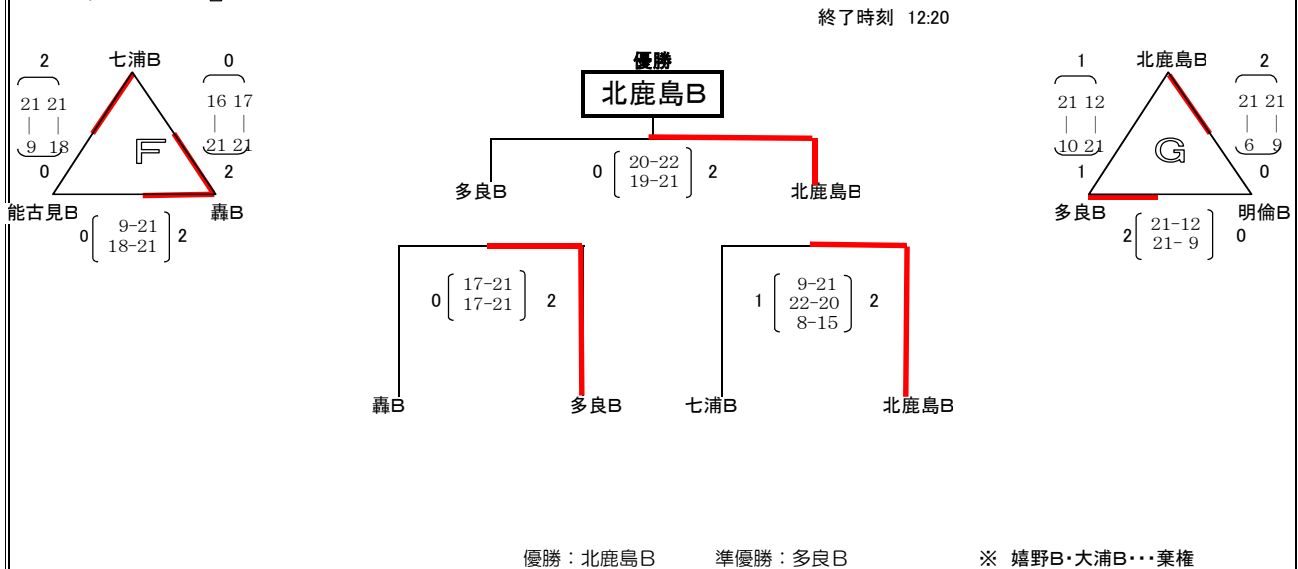 終了時刻 12:20
2 七浦B 0
21 21 16 17
| | | |
9 18 21 21
F
0 2
能古見B 轟B
0 9-21 2
18-21
優勝
北鹿島B
0 20-22 2
19-21
多良B 北鹿島B
0 17-21 2
17-21
轟B 多良B
1 9-21 2
22-20
8-15
七浦B 北鹿島B
1 北鹿島B 2
21 12 21 21
| | | |
10 21 6 9
G
1 0
多良B 明倫B
2 21-12 0
21- 9
優勝：北鹿島B 準優勝：多良B ※ 嬉野B・大浦B・・・棄権